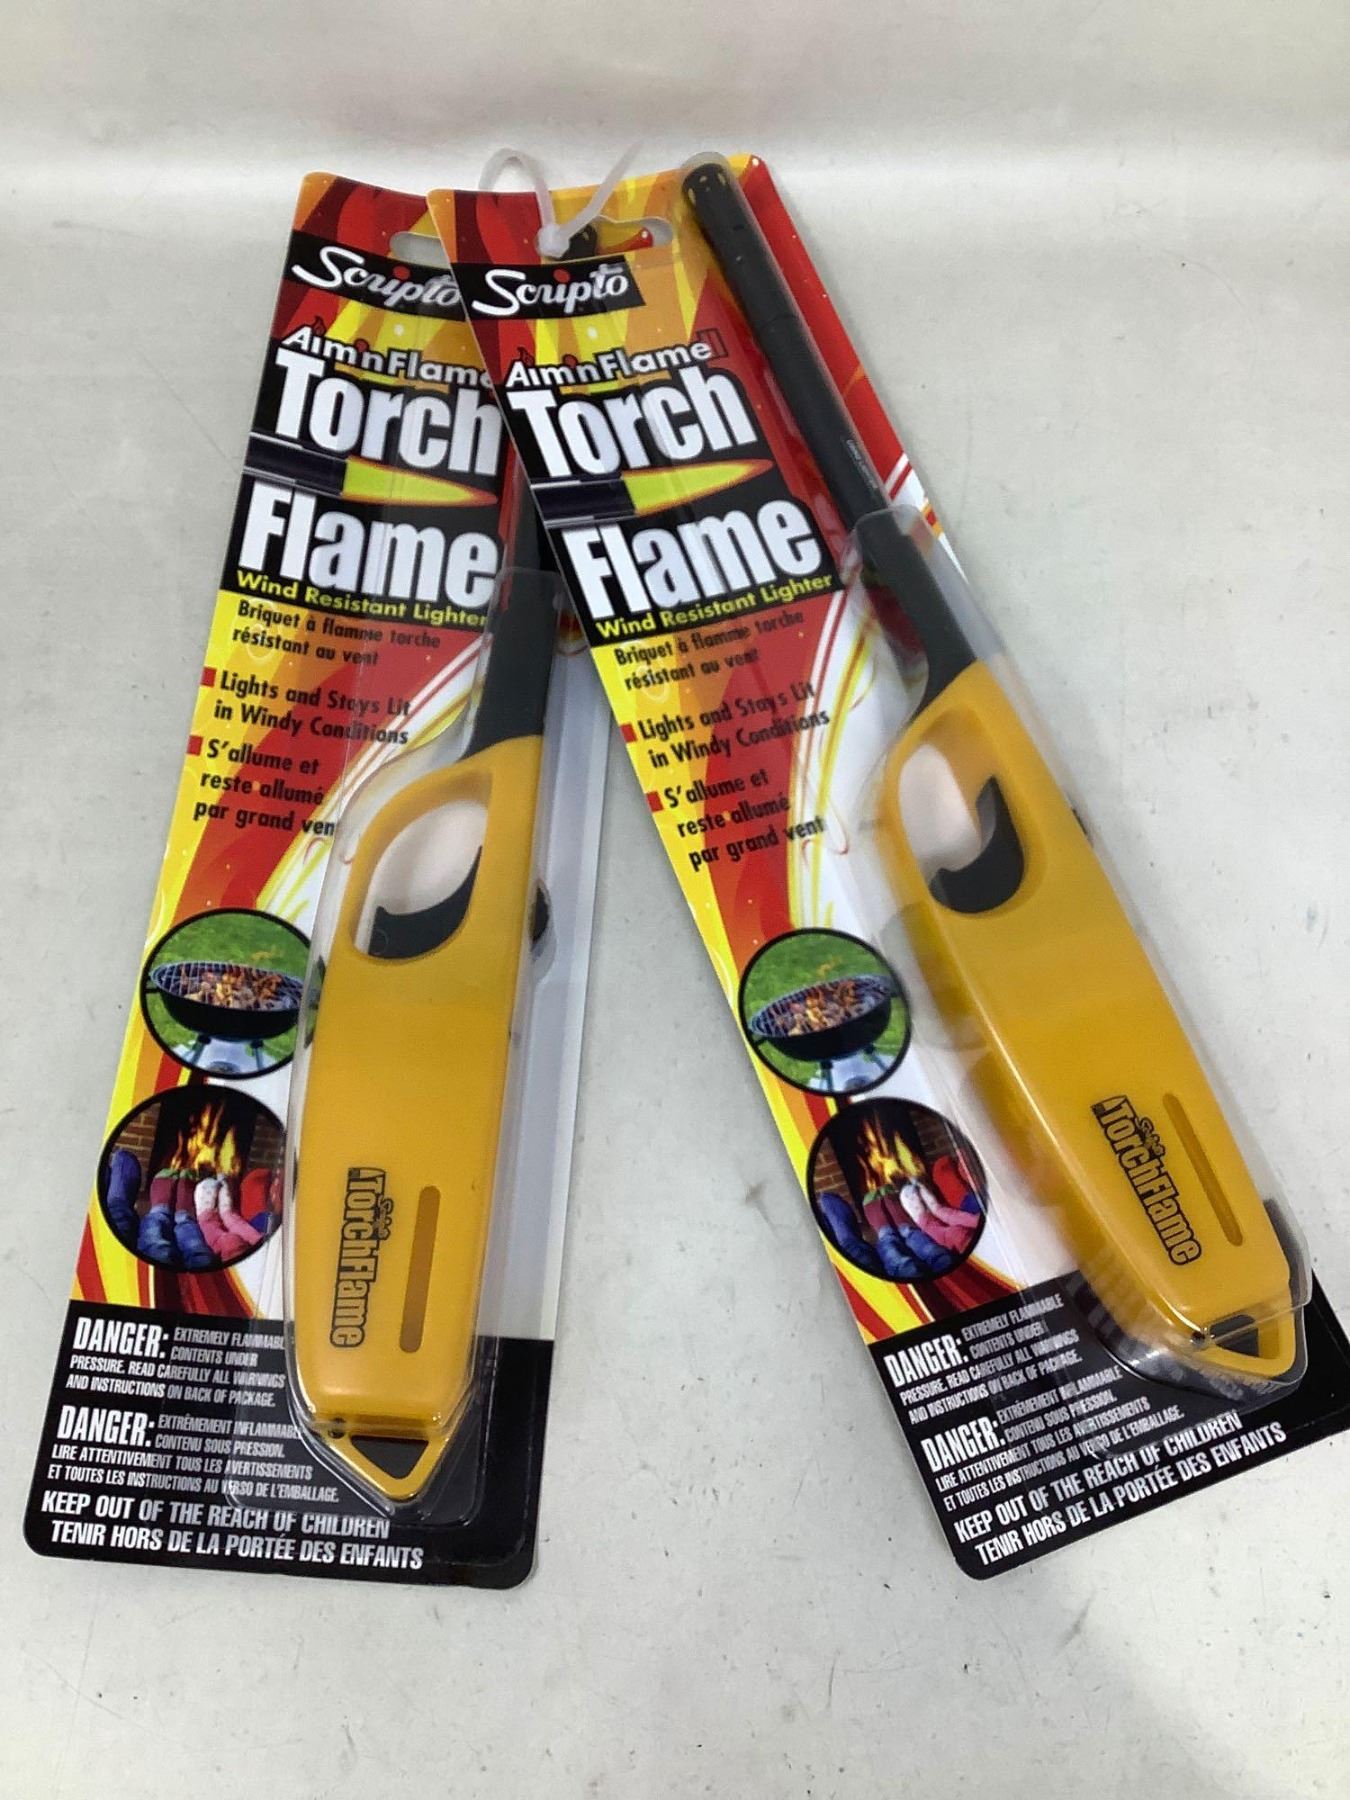 Scripto
Aim'nFlame
Torch
Flame
Wind Resistant Lighter
Briquet à flamme torche
résistant au vent
Lights and Stays Lit
in Windy Conditions
S'allume et
reste allumé
par grand ven
TorchFlame
DANGER: EXTREMELY FLAMMABL
CONTENTS UNDER
PRESSURE. READ CAREFULLY ALL WARNINGS
AND INSTRUCTIONS ON BACK OF PACKAGE.
DANGER: EXTRÊMEMENT INFLAMMAB
CONTENU SOUS PRESSION.
LIRE ATTENTIVEMENT TOUS LES AVERTISSEMENTS
ET TOUTES LES INSTRUCTIONS AU VERSO DE L'EMBALLAGE.
KEEP OUT OF THE REACH OF CHILDREN
TENIR HORS DE LA PORTÉE DES ENFANTS
Scripto
Aim'nFlame II
Torch
Flame
Wind Resistant Lighter
Briquet à flamme torche
résistant au vent
Lights and Stays Lit
in Windy Conditions
S'allume et
reste allumé
par grand vent
Scripto
TorchFlame
DANGER: EXTREMELY FLAMMABLE
CONTENTS UNDER
PRESSURE. READ CAREFULLY ALL WARNINGS
AND INSTRUCTIONS ON BACK OF PACKAGE.
DANGER: EXTRÊMEMENT INFLAMMABLE
CONTENU SOUS PRESSION.
LIRE ATTENTIVEMENT TOUS LES AVERTISSEMENTS
ET TOUTES LES INSTRUCTIONS AU VERSO DE L'EMBALLAGE.
KEEP OUT OF THE REACH OF CHILDREN
TENIR HORS DE LA PORTÉE DES ENFANTS